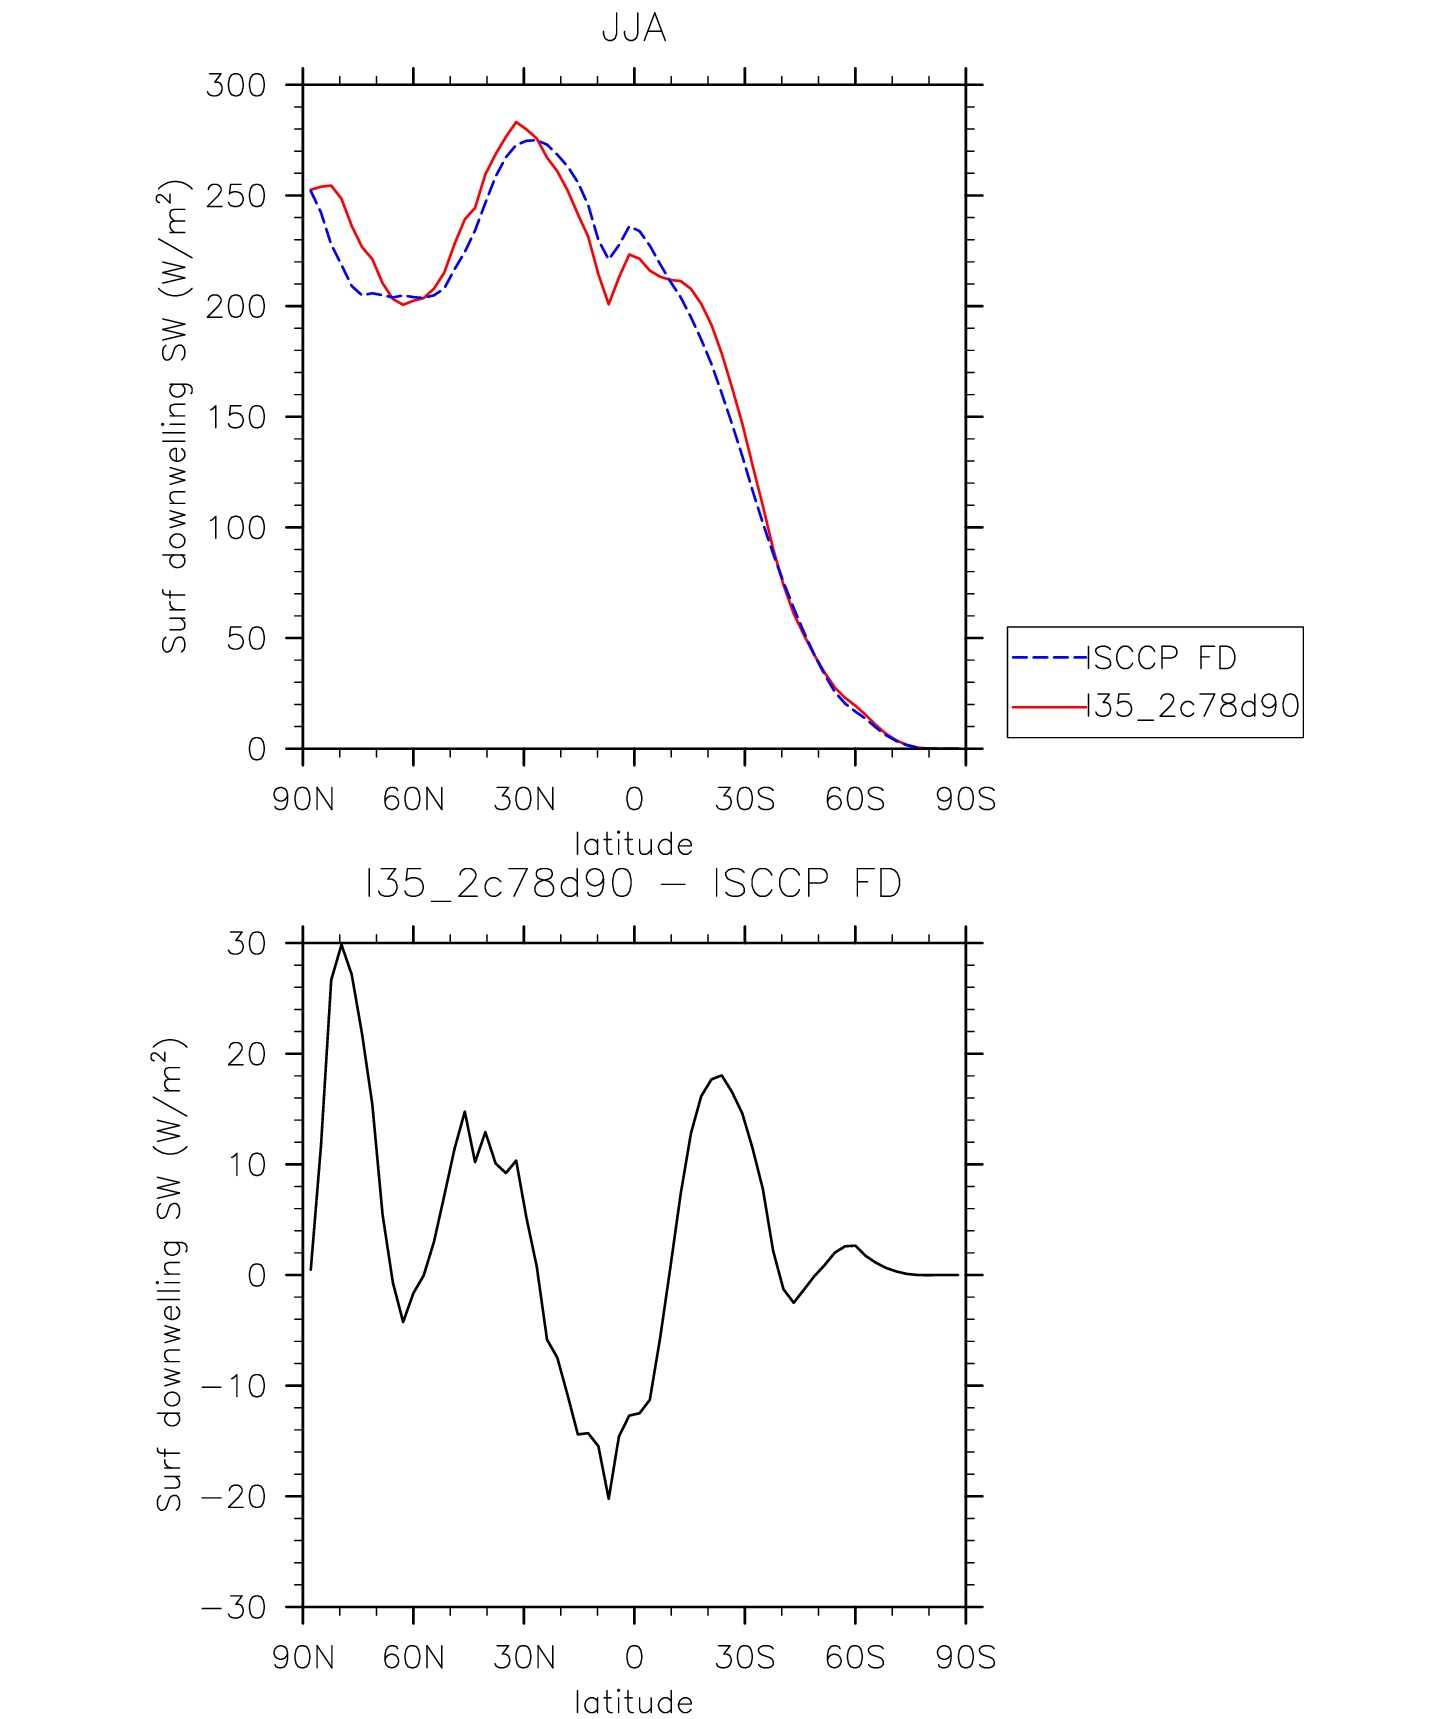 JJA
300
250
200
150
100
50
0
Surf downwelling SW (W/m²)
90N 60N 30N 0 30S 60S 90S
latitude
ISCCP FD
I35_2c78d90
I35_2c78d90 − ISCCP FD
30
20
10
0
−10
−20
−30
Surf downwelling SW (W/m²)
90N 60N 30N 0 30S 60S 90S
latitude